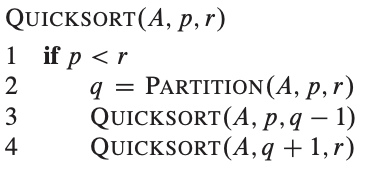 QUICKSORT(A, p, r)
1 if p < r
2 q = PARTITION(A, p, r)
3 QUICKSORT(A, p, q − 1)
4 QUICKSORT(A, q + 1, r)